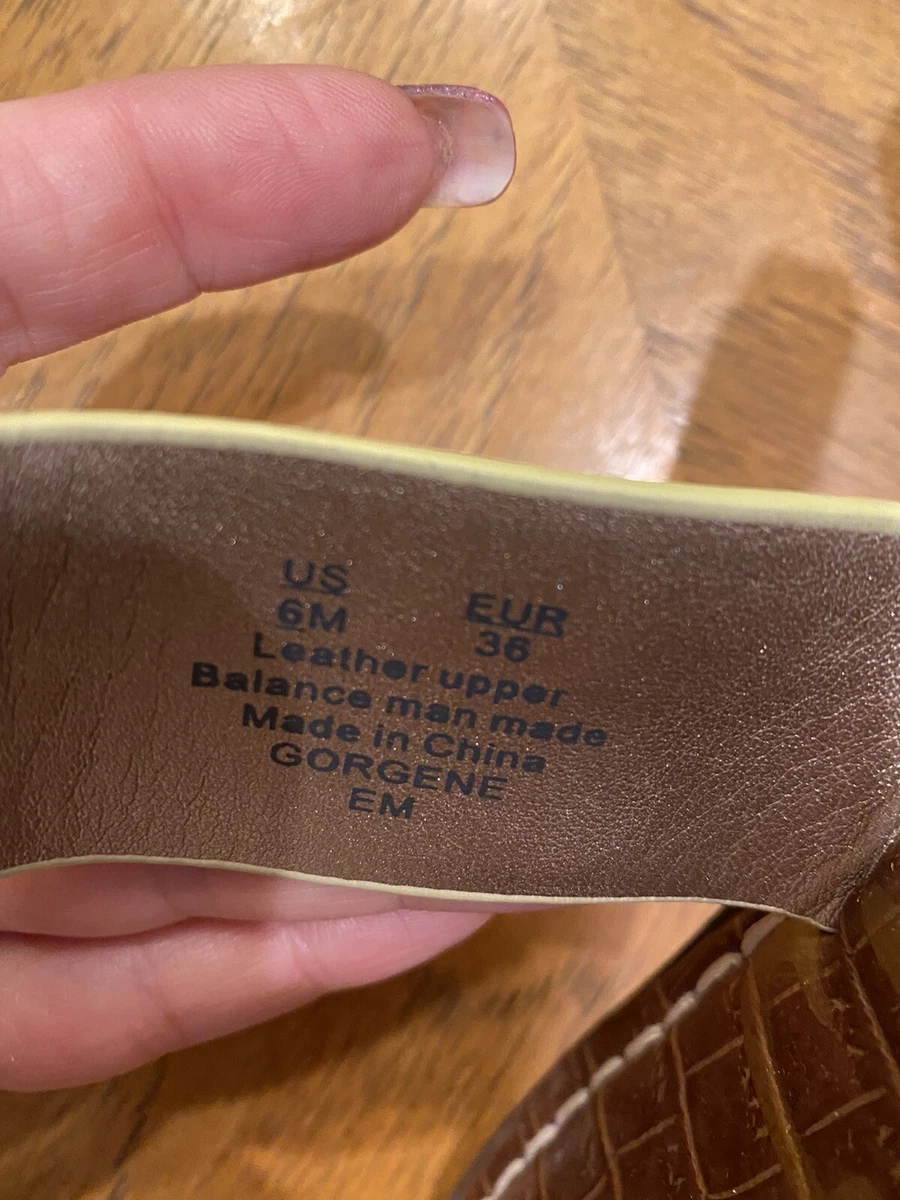 US EUR
6M 36
Leather upper
Balance man made
Made in China
GORGENE
EM